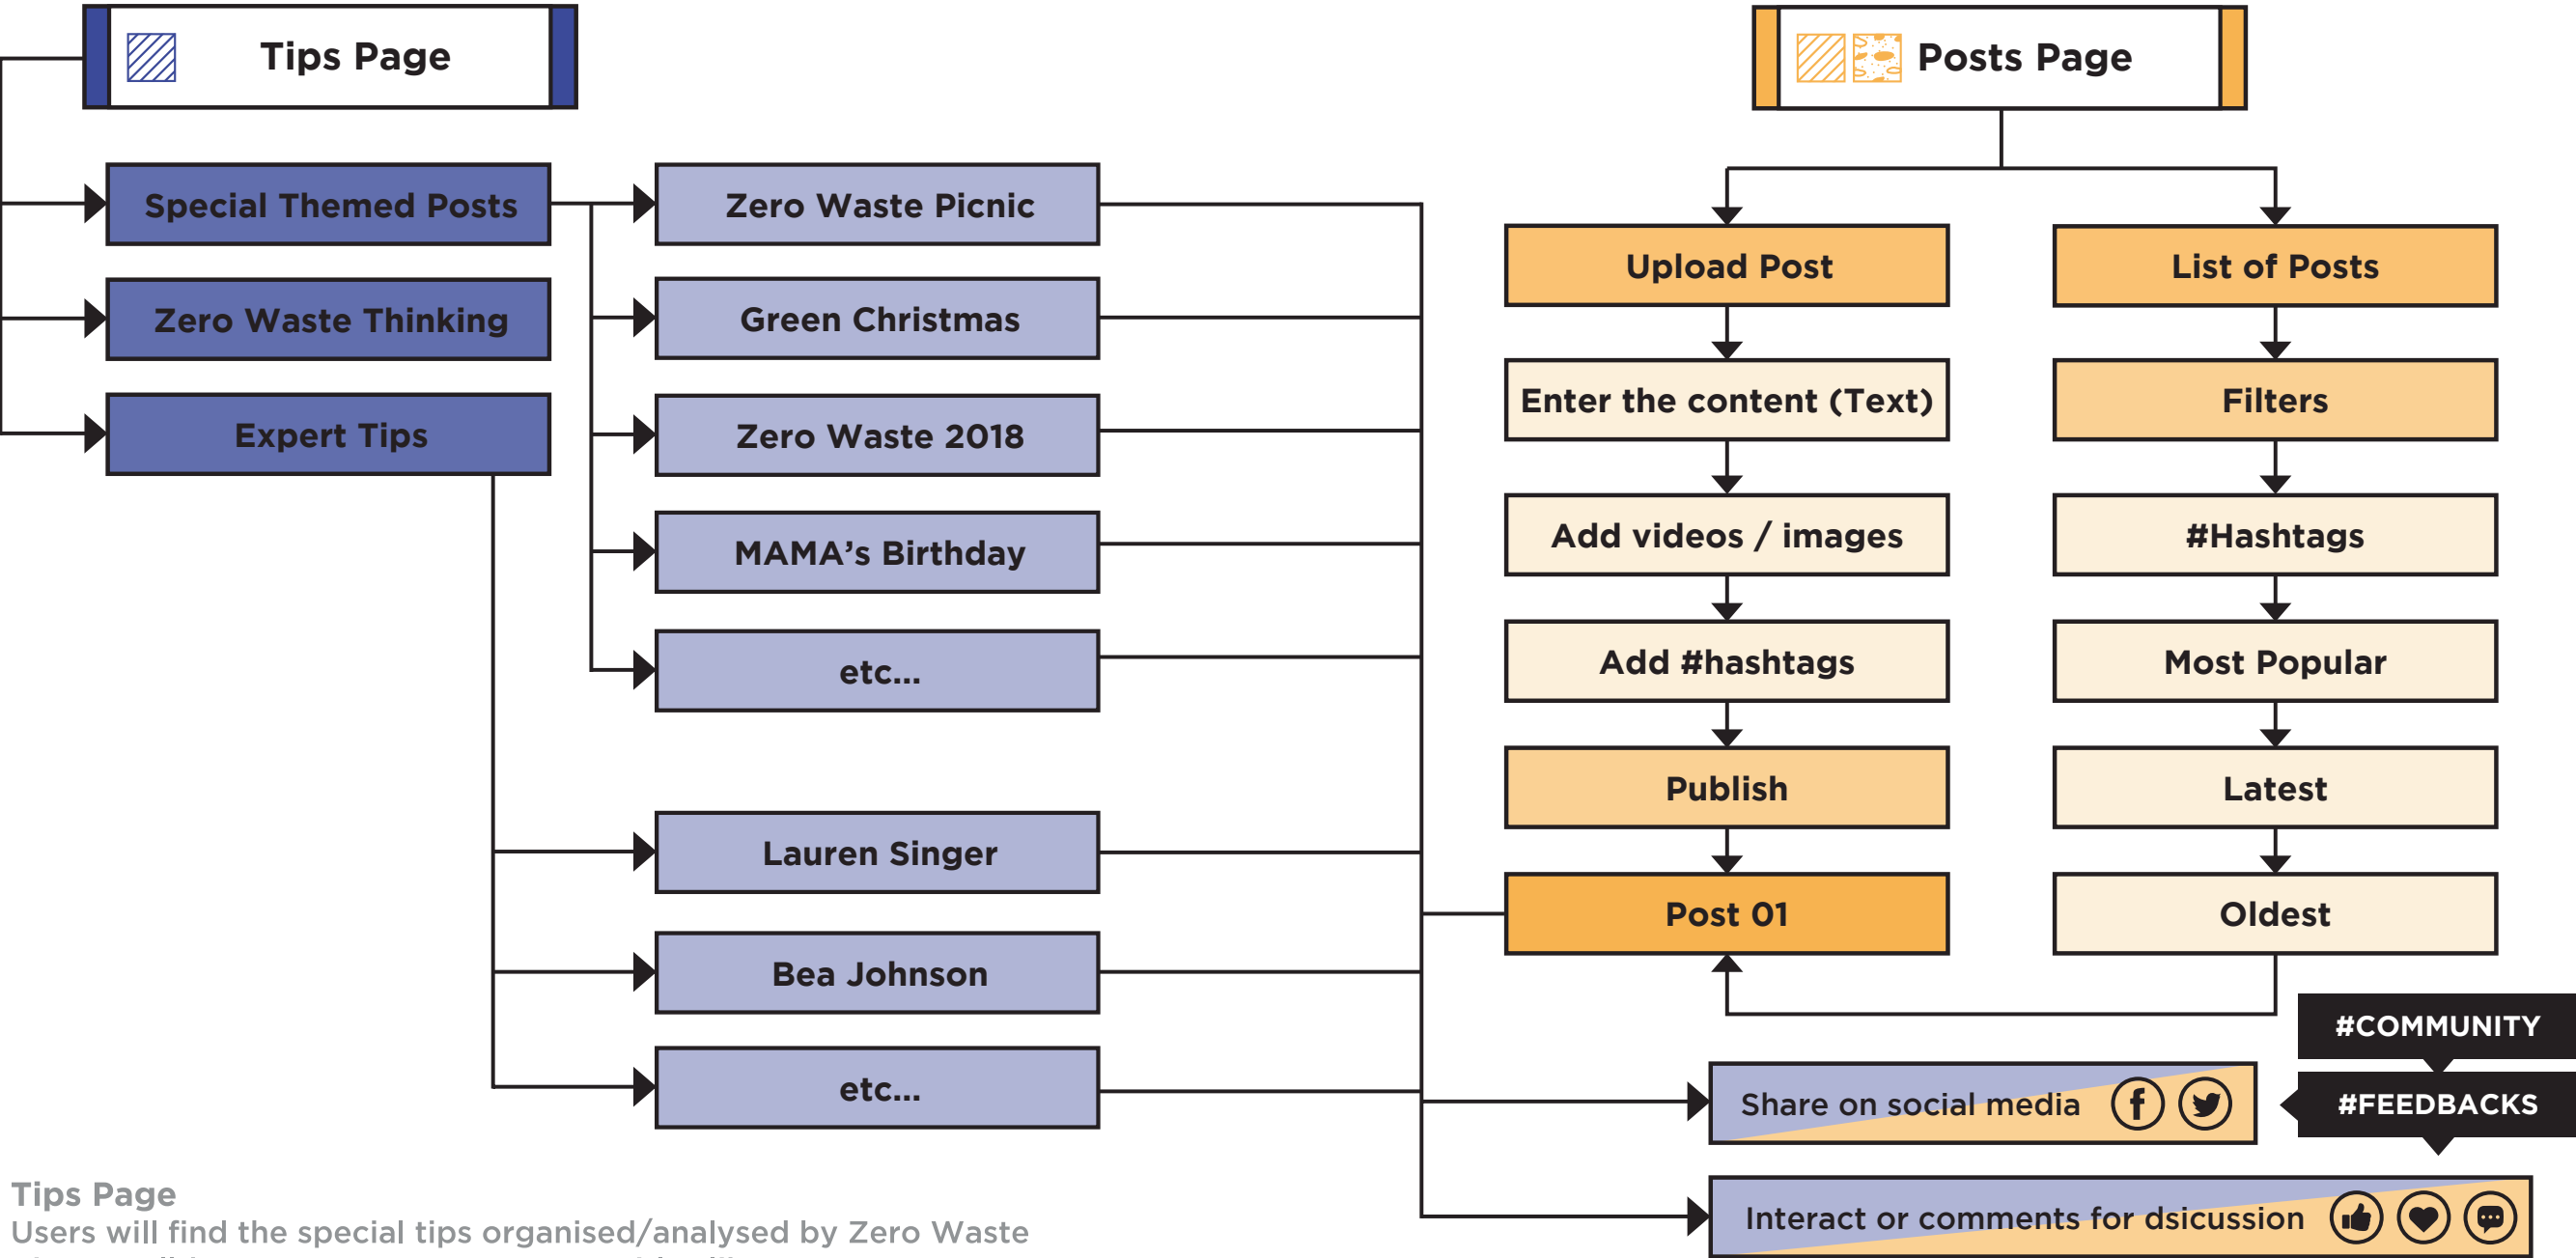 Tips Page
Special Themed Posts
Zero Waste Thinking
Expert Tips
Zero Waste Picnic
Green Christmas
Zero Waste 2018
MAMA’s Birthday
etc...
Lauren Singer
Bea Johnson
etc...
Posts Page
Upload Post
Enter the content (Text)
Add videos / images
Add #hashtags
Publish
Post 01
List of Posts
Filters
#Hashtags
Most Popular
Latest
Oldest
#COMMUNITY
#FEEDBACKS
Share on social media
Interact or comments for dsicussion
Tips Page
Users will find the special tips organised/analysed by Zero Waste